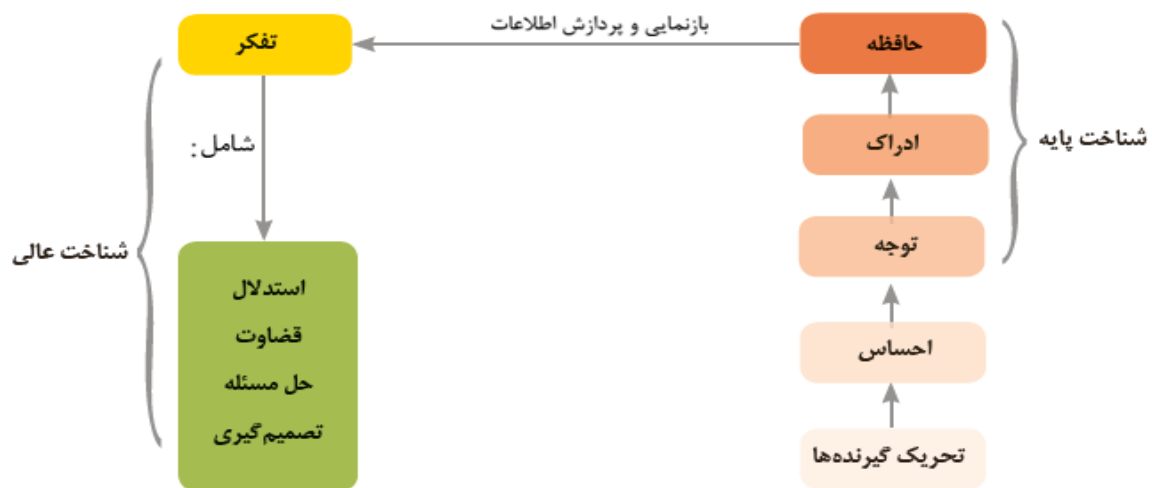 بازنمایی و پردازش اطلاعات
حافظه
تفکر
ادراک
شناخت پایه
شامل:
توجه
شناخت عالی
استدلال
قضاوت
حل مسئله
تصمیم‌گیری
احساس
تحریک گیرنده‌ها